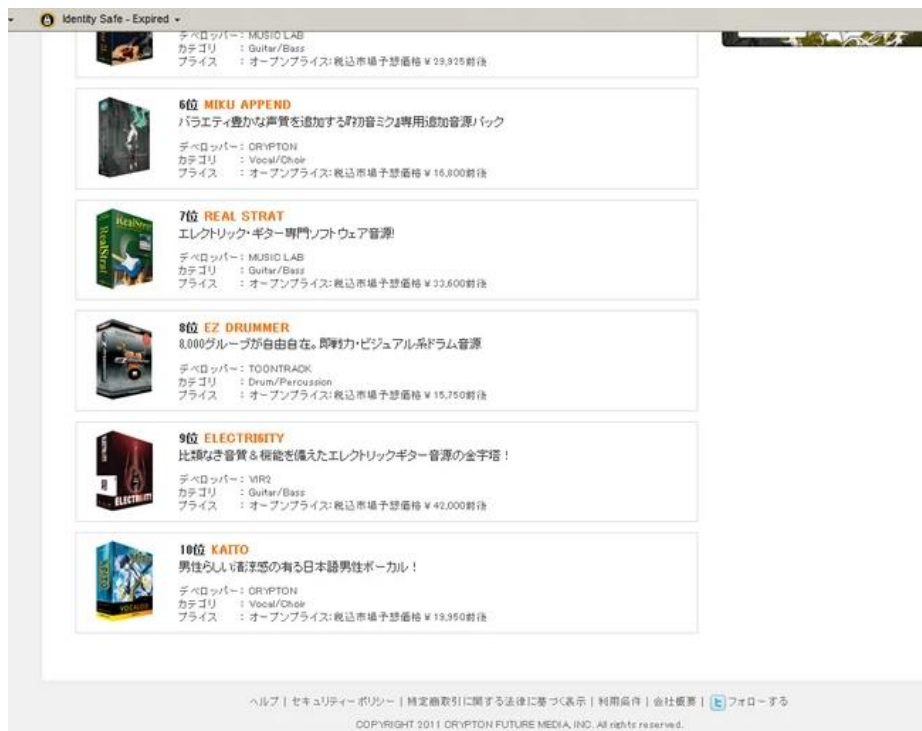 Identity Safe - Expired
デベロッパー：MUSIC LAB
カテゴリ ：Guitar/Bass
プライス ：オープンプライス：税込市場予想価格￥29,925前後
6位 MIKU APPEND
バラエティ豊かな声質を追加する『初音ミク』専用追加音源パック
デベロッパー：CRYPTON
カテゴリ ：Vocal/Choir
プライス ：オープンプライス：税込市場予想価格￥16,800前後
RealStrat
RealStrat
7位 REAL STRAT
エレクトリック・ギター専門ソフトウェア音源!
デベロッパー：MUSIC LAB
カテゴリ ：Guitar/Bass
プライス ：オープンプライス：税込市場予想価格￥33,600前後
8位 EZ DRUMMER
8,000グルーブが自由自在。即戦力・ビジュアル系ドラム音源
デベロッパー：TOONTRACK
カテゴリ ：Drum/Percussion
プライス ：オープンプライス：税込市場予想価格￥15,750前後
9位 ELECTRI6ITY
比類なき音質＆機能を備えたエレクトリックギター音源の金字塔！
デベロッパー：VIR2
カテゴリ ：Guitar/Bass
プライス ：オープンプライス：税込市場予想価格￥42,000前後
ELECTRI6ITY
10位 KAITO
男性らしい清涼感の有る日本語男性ボーカル！
デベロッパー：CRYPTON
カテゴリ ：Vocal/Choir
プライス ：オープンプライス：税込市場予想価格￥19,950前後
VOCALOID
ヘルプ | セキュリティーポリシー | 特定商取引に関する法律に基づく表示 | 利用条件 | 会社概要 | フォローする
COPYRIGHT 2011 CRYPTON FUTURE MEDIA, INC. All rights reserved.